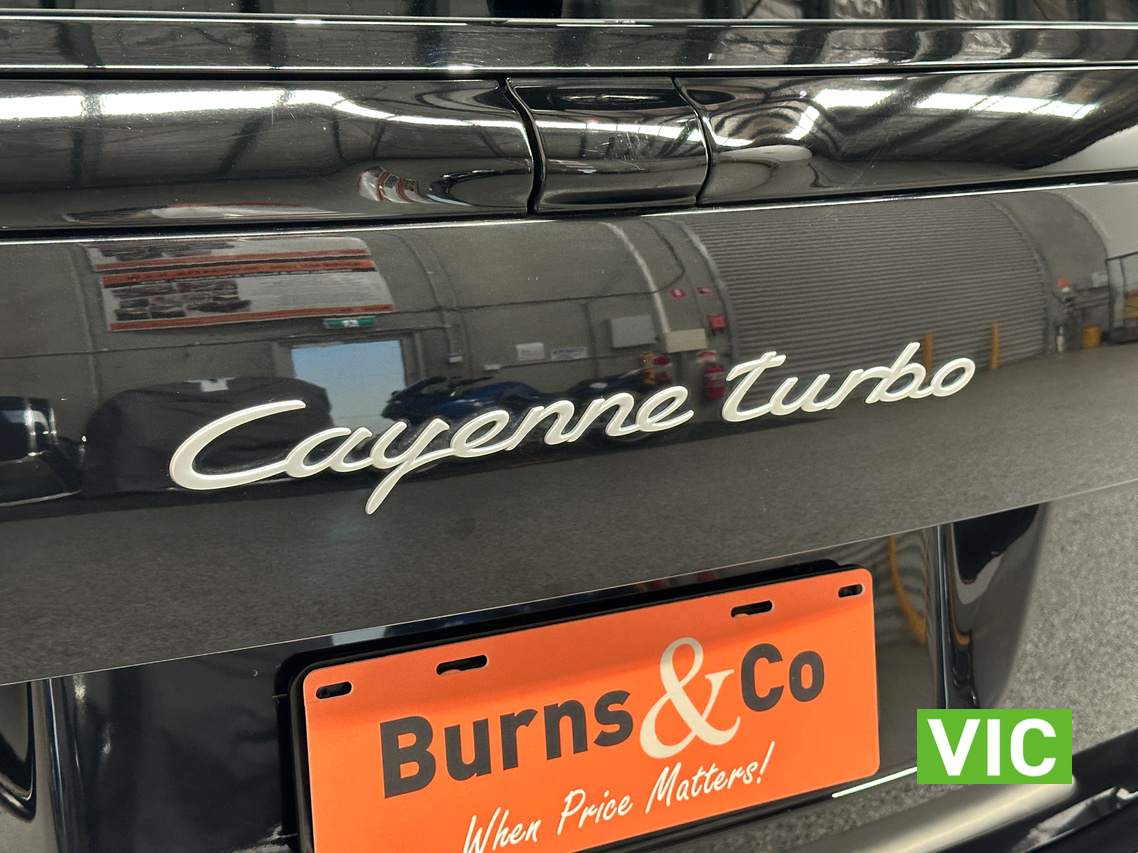 Cayenne turbo
Burns & Co
When Price Matters!
VIC